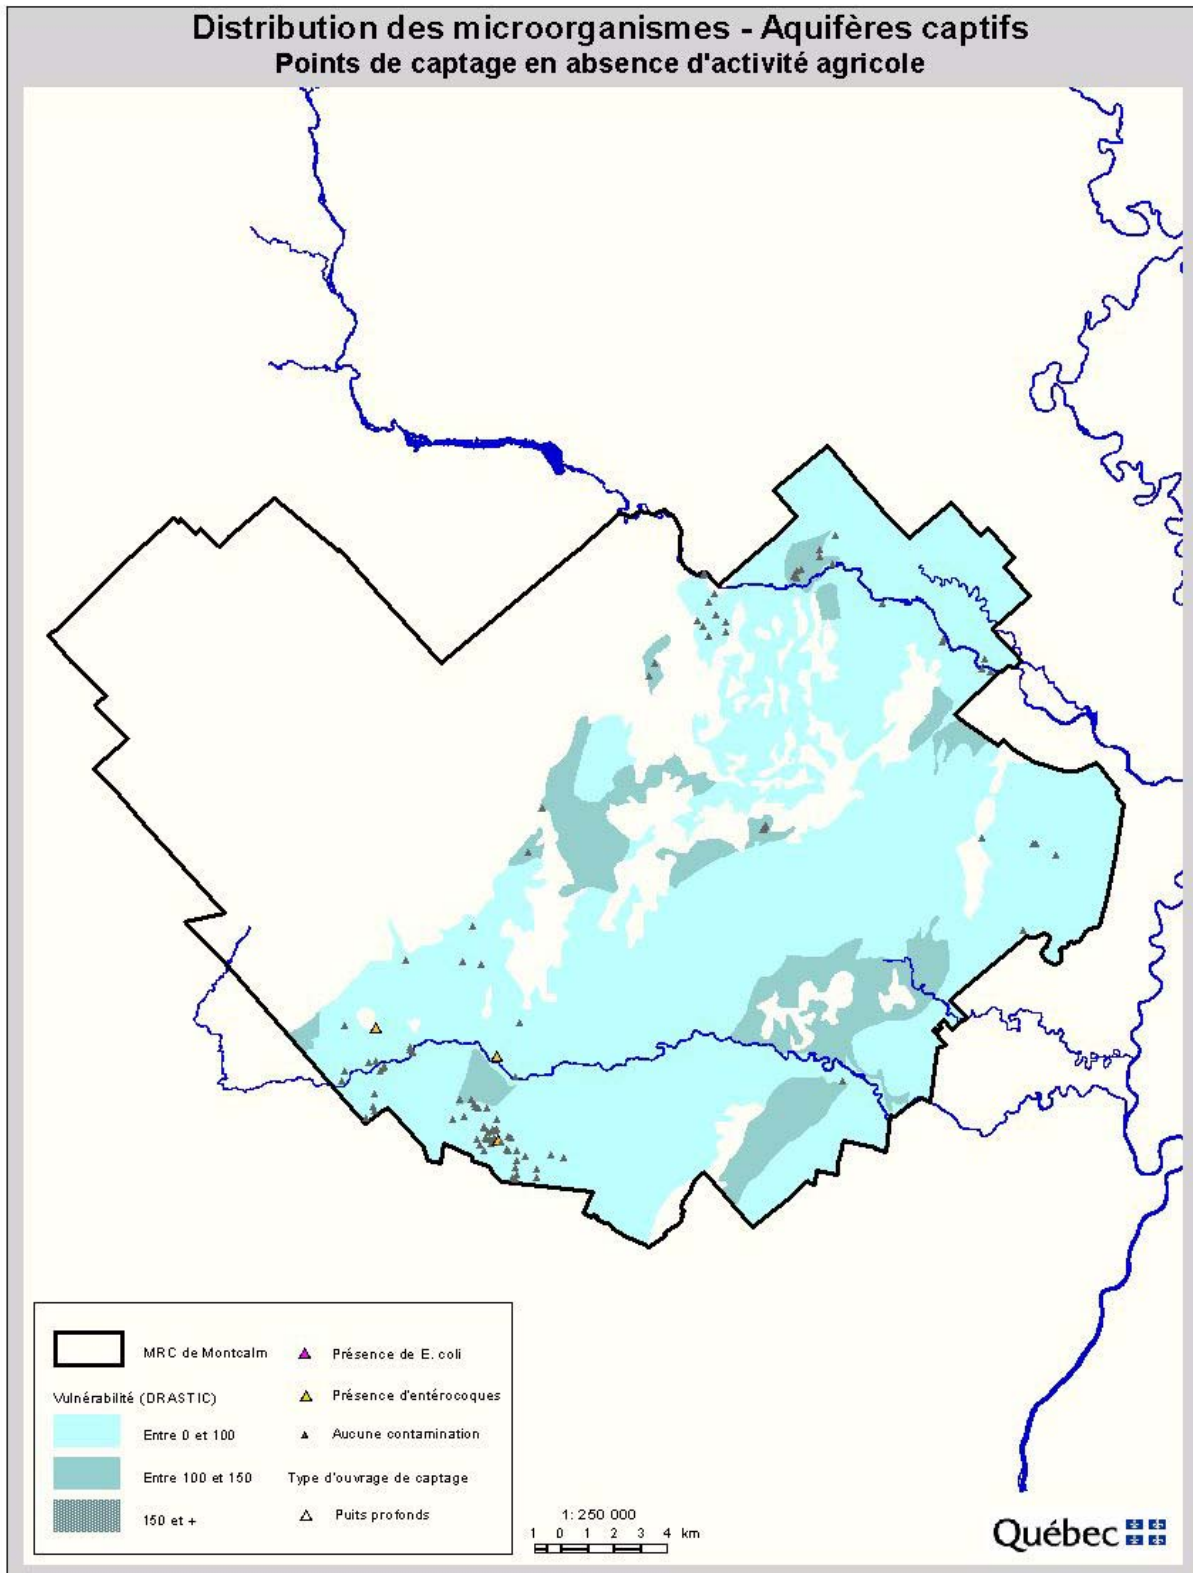 Distribution des microorganismes - Aquifères captifs
Points de captage en absence d'activité agricole
MRC de Montcalm
Vulnérabilité (DRASTIC)
Entre 0 et 100
Entre 100 et 150
150 et +
Présence de E. coli
Présence d'entérocoques
Aucune contamination
Type d'ouvrage de captage
Puits profonds
1: 250 000
1 0 1 2 3 4 km
Québec